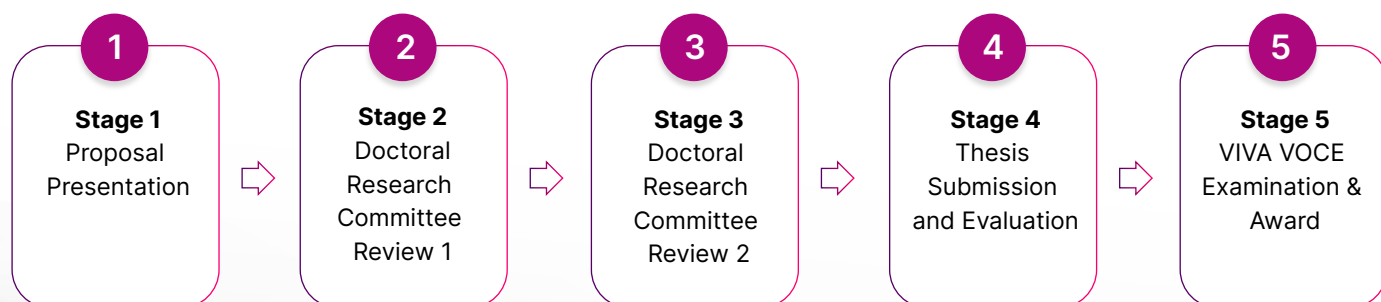 1
Stage 1
Proposal
Presentation
2
Stage 2
Doctoral
Research
Committee
Review 1
3
Stage 3
Doctoral
Research
Committee
Review 2
4
Stage 4
Thesis
Submission
and Evaluation
5
Stage 5
VIVA VOCE
Examination &
Award